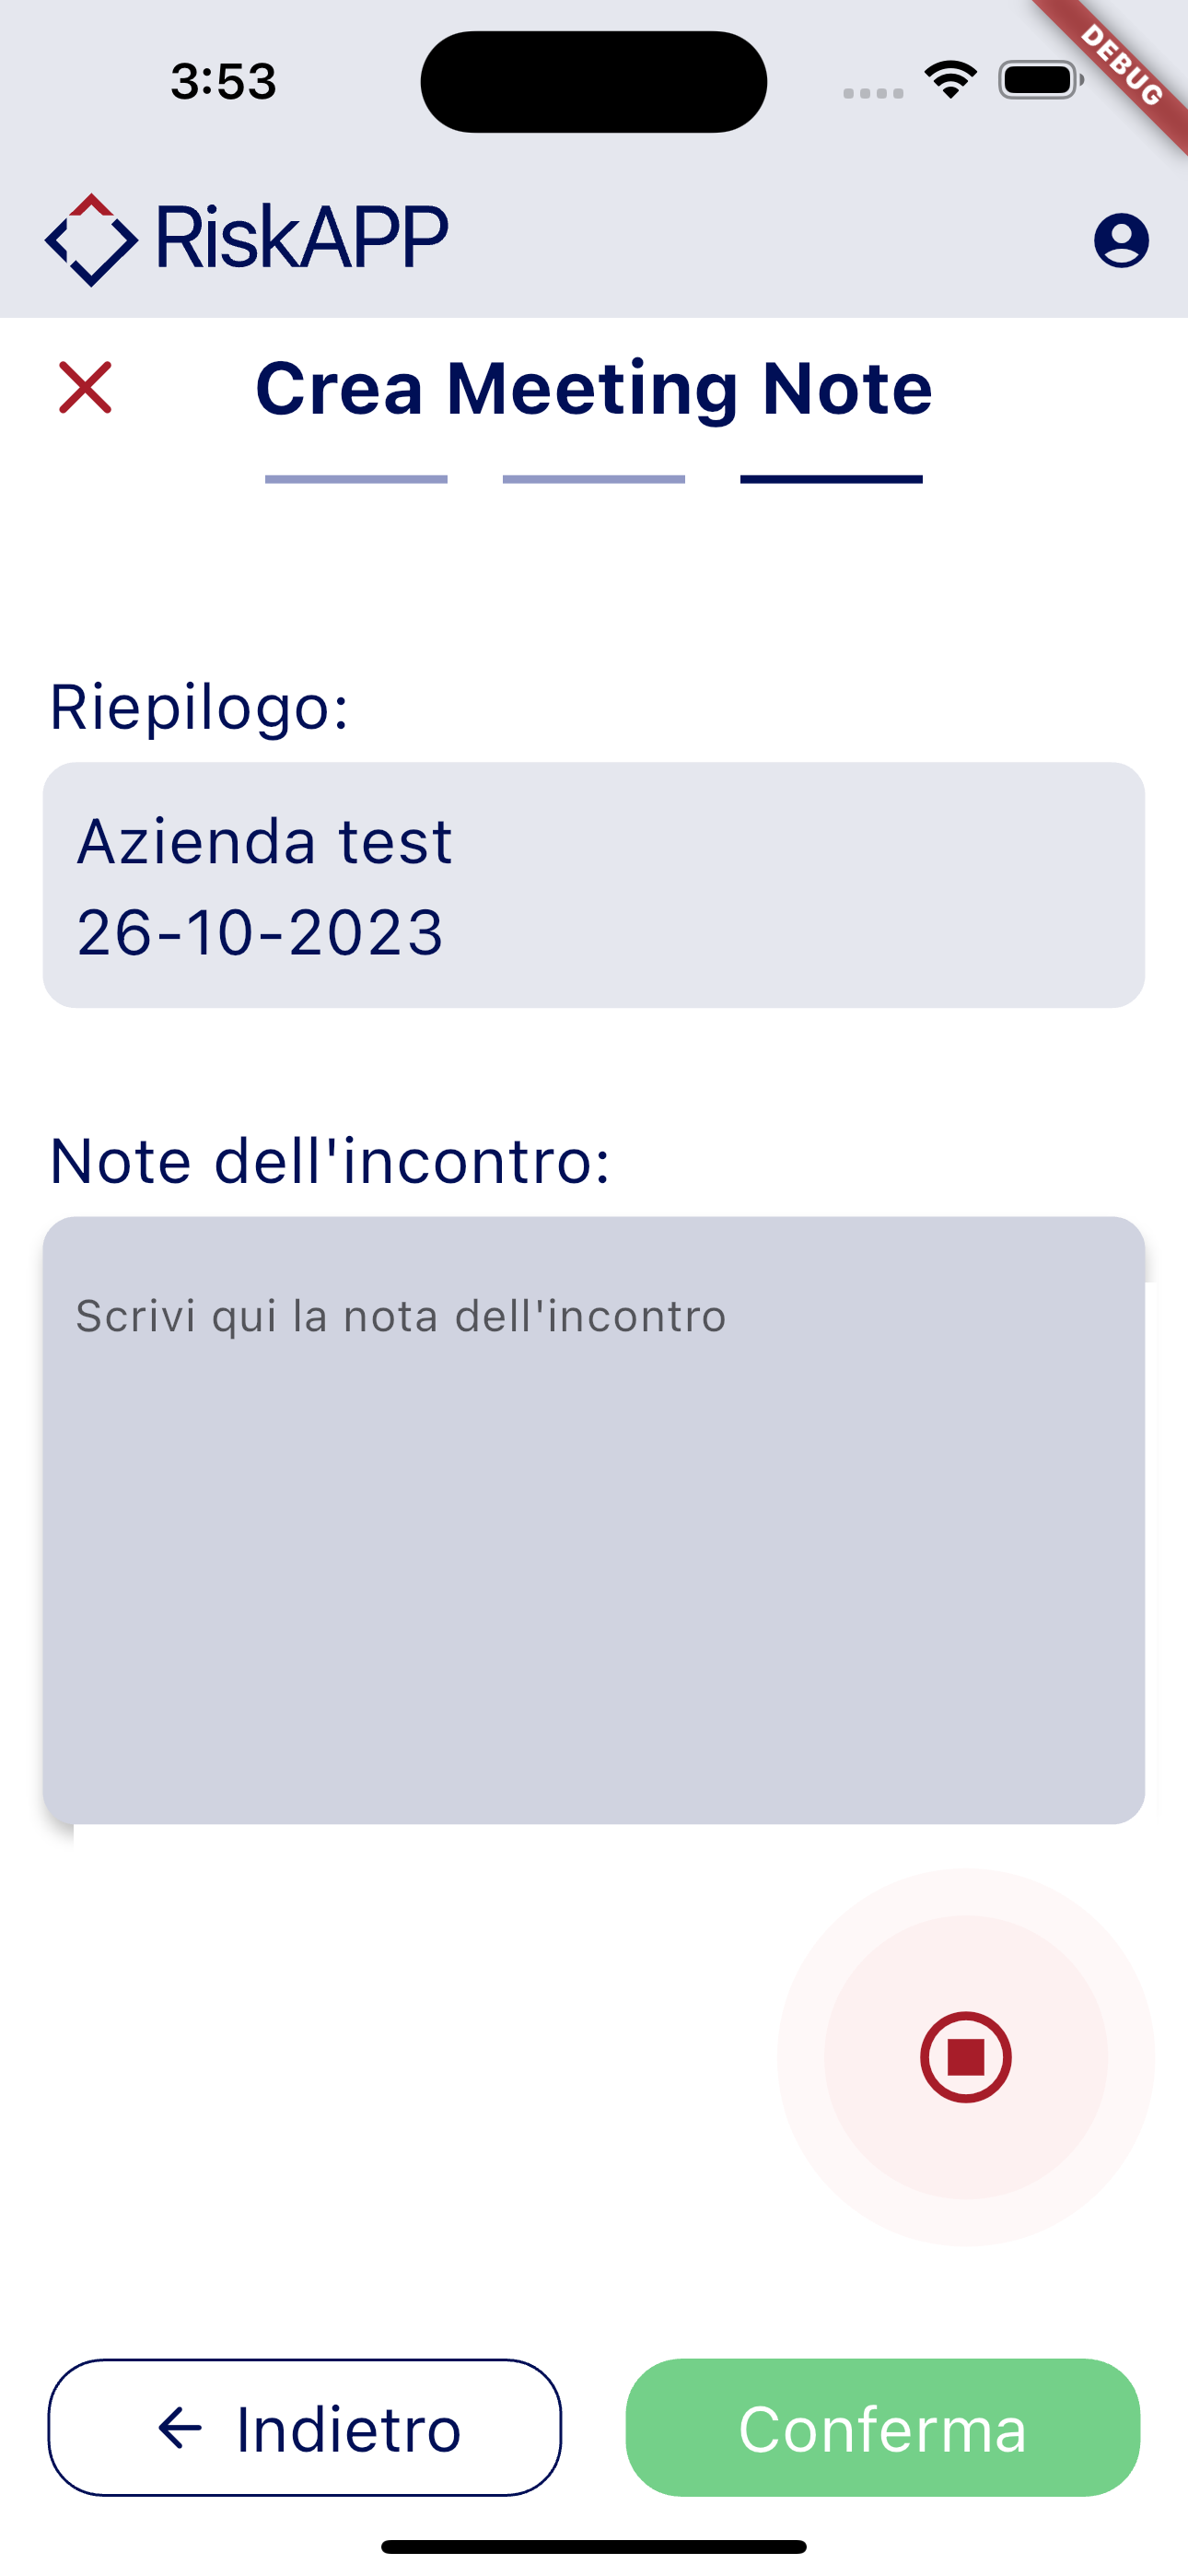 3:53
DEBUG
RiskAPP
Crea Meeting Note
Riepilogo:
Azienda test
26-10-2023
Note dell'incontro:
Scrivi qui la nota dell'incontro
Indietro
Conferma